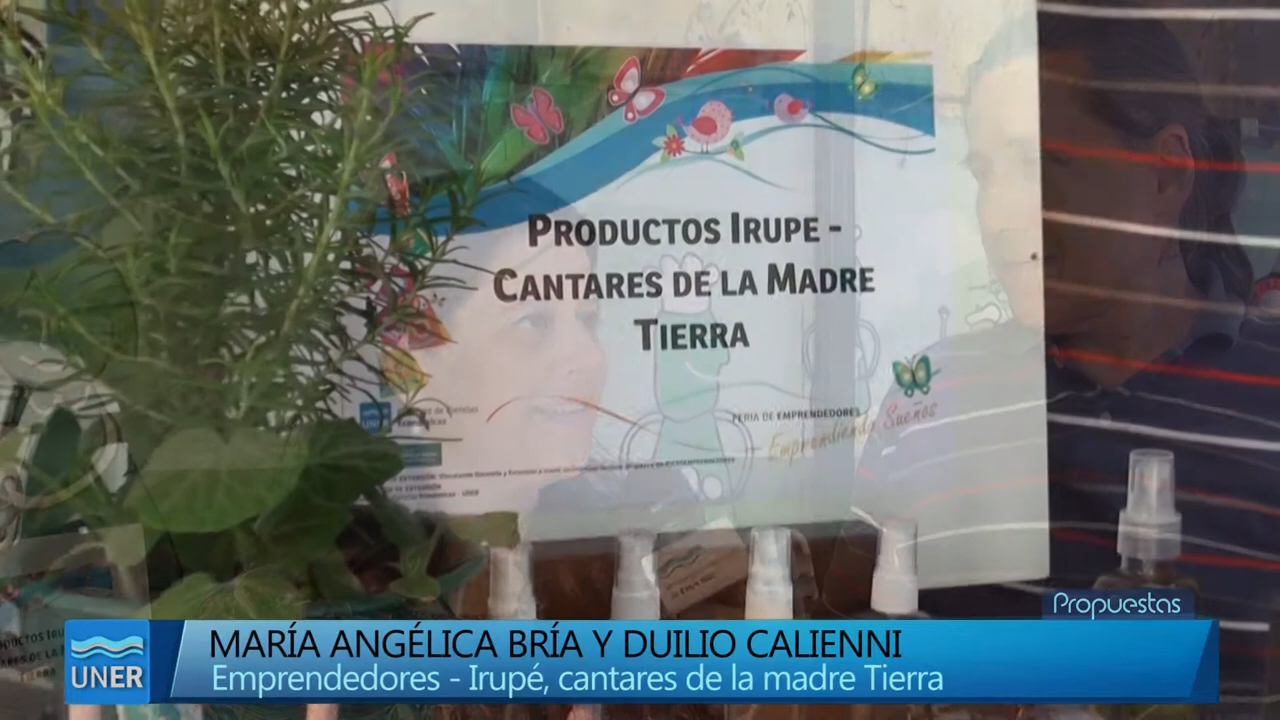 PRODUCTOS IRUPE -
CANTARES DE LA MADRE
TIERRA
UNER
FERIA DE EMPRENDEDORES
Emprendiendo Sueños
Propuestas
UNER
MARÍA ANGÉLICA BRÍA Y DUILIO CALIENNI
Emprendedores - Irupé, cantares de la madre Tierra